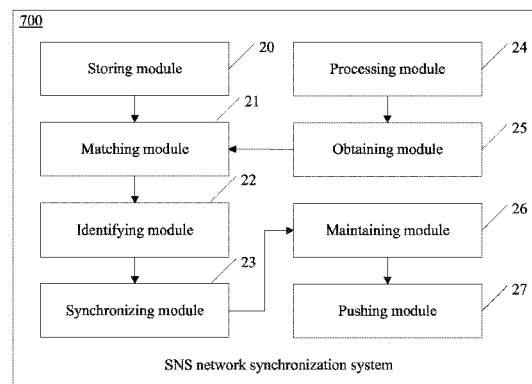 700
20
Storing module
24
Processing module
21
Matching module
25
Obtaining module
22
Identifying module
26
Maintaining module
23
Synchronizing module
27
Pushing module
SNS network synchronization system